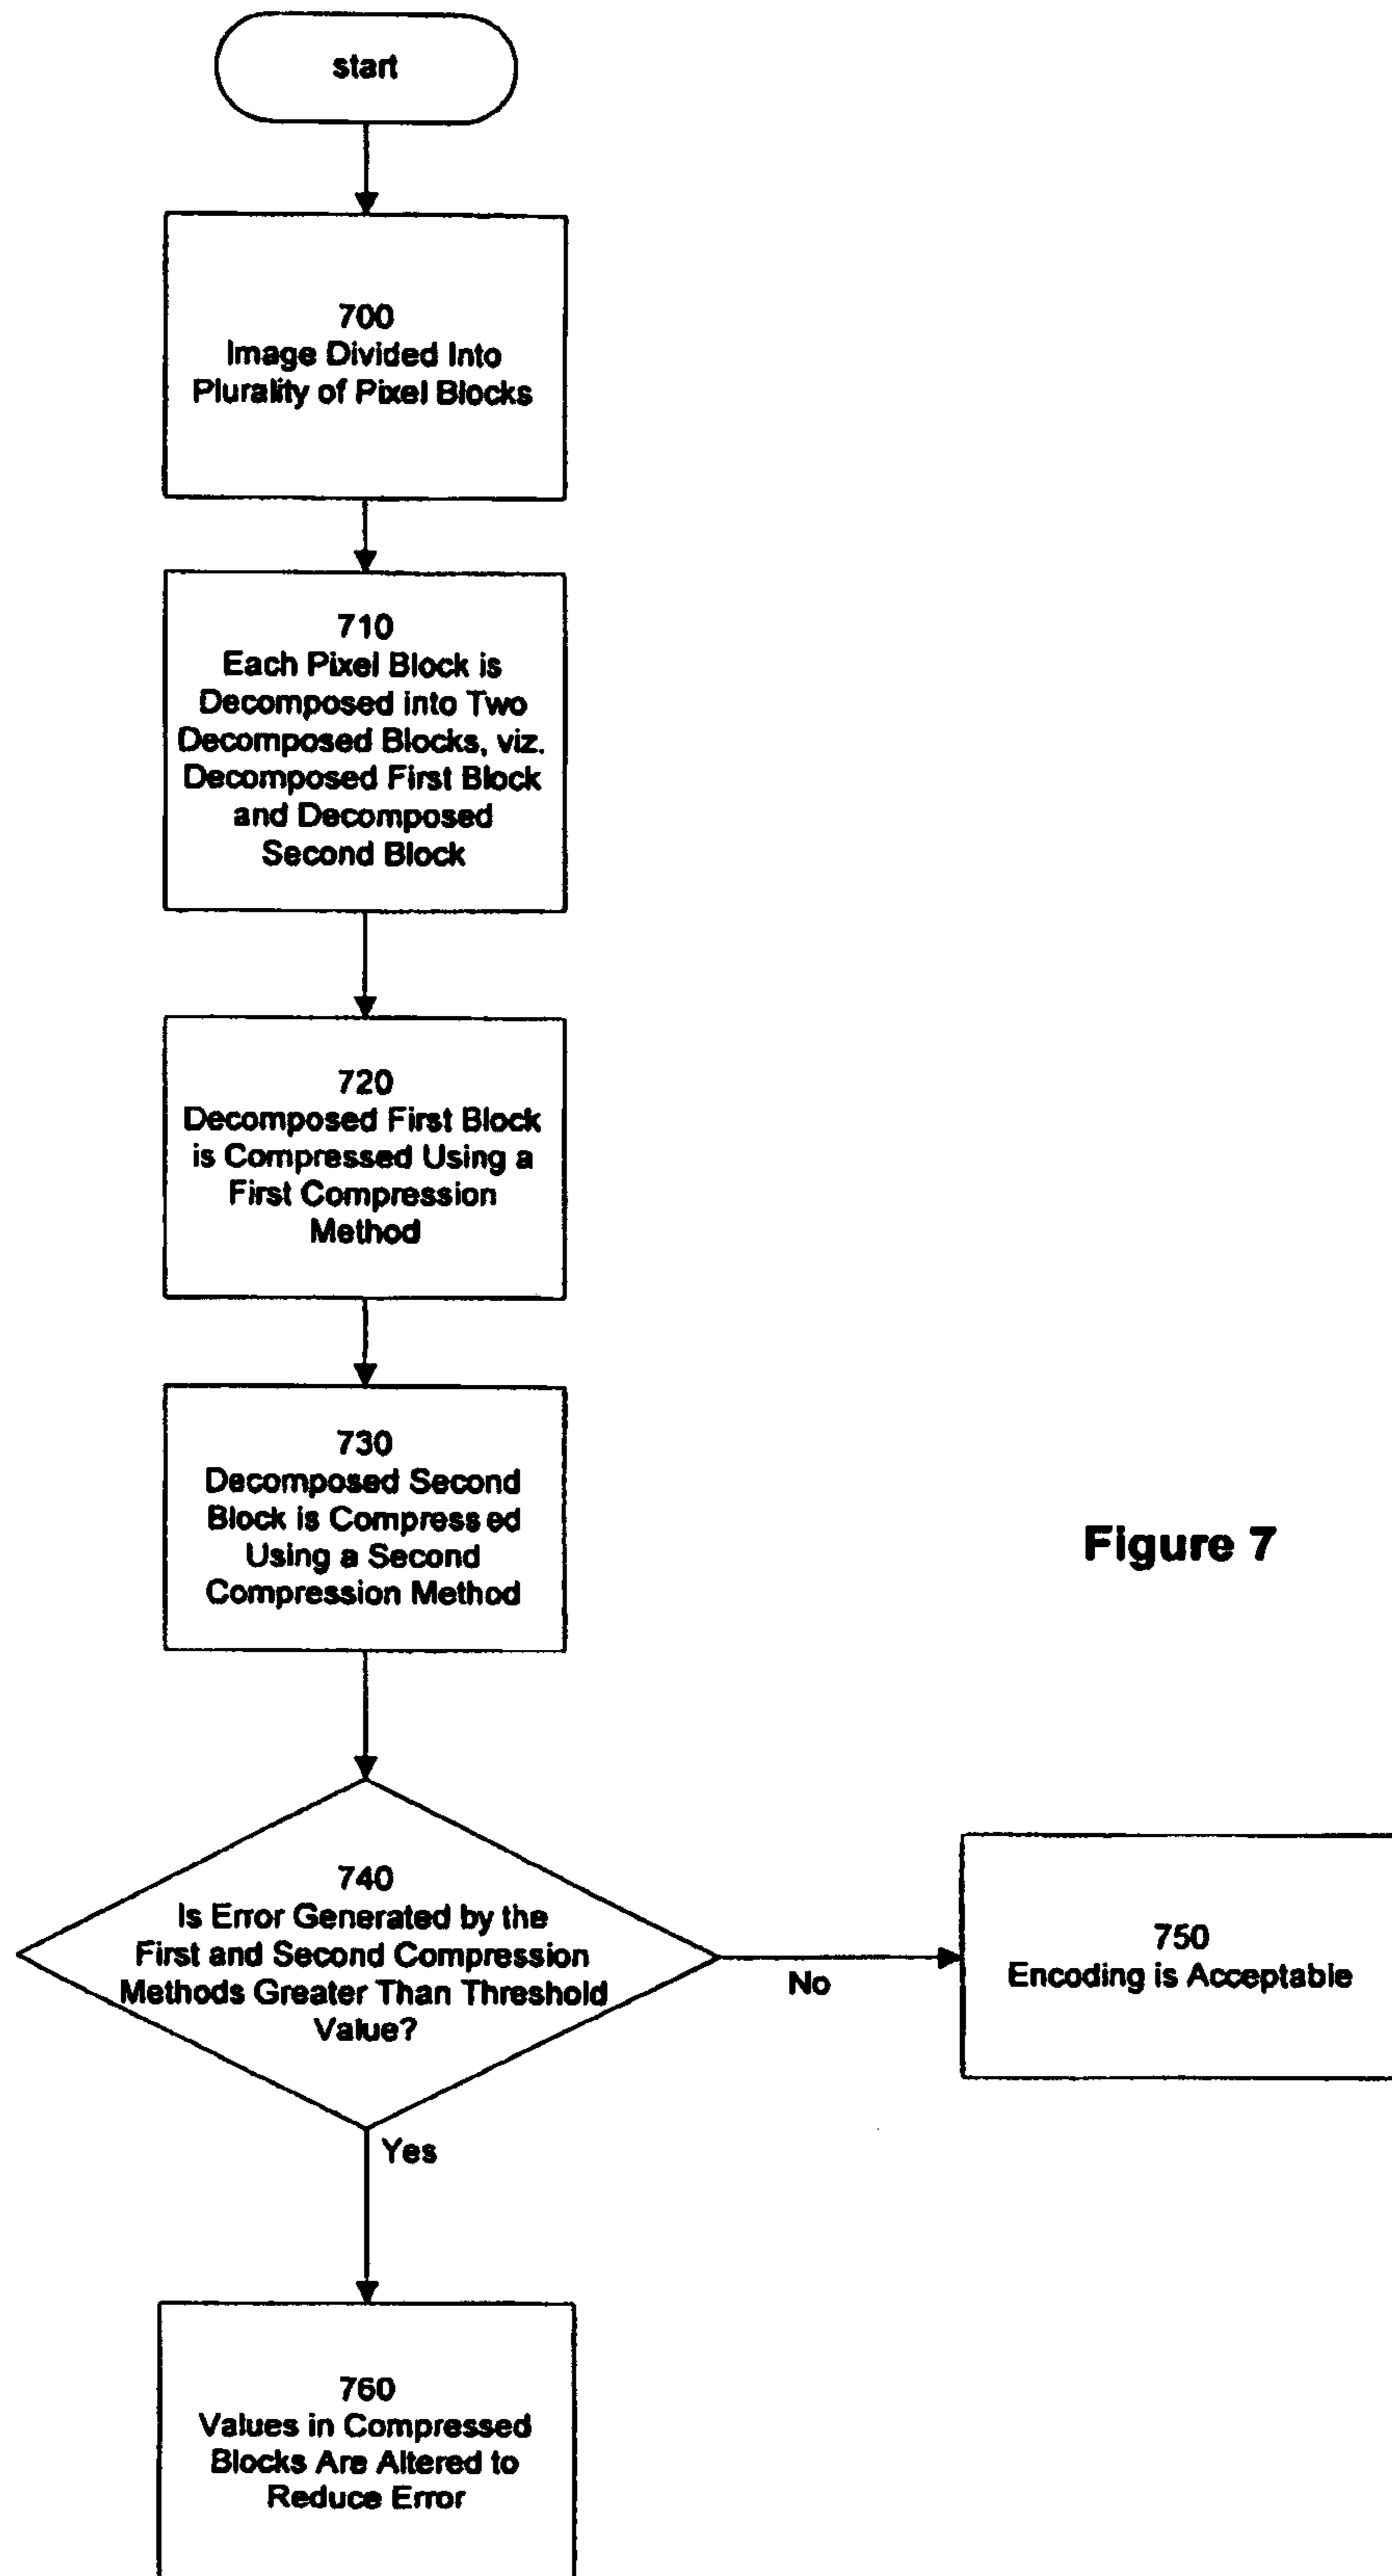 start
700
Image Divided Into
Plurality of Pixel Blocks
710
Each Pixel Block is
Decomposed into Two
Decomposed Blocks, viz.
Decomposed First Block
and Decomposed
Second Block
720
Decomposed First Block
is Compressed Using a
First Compression
Method
730
Decomposed Second
Block is Compressed
Using a Second
Compression Method
Figure 7
740
Is Error Generated by the
First and Second Compression
Methods Greater Than Threshold
Value?
No
750
Encoding is Acceptable
Yes
760
Values in Compressed
Blocks Are Altered to
Reduce Error